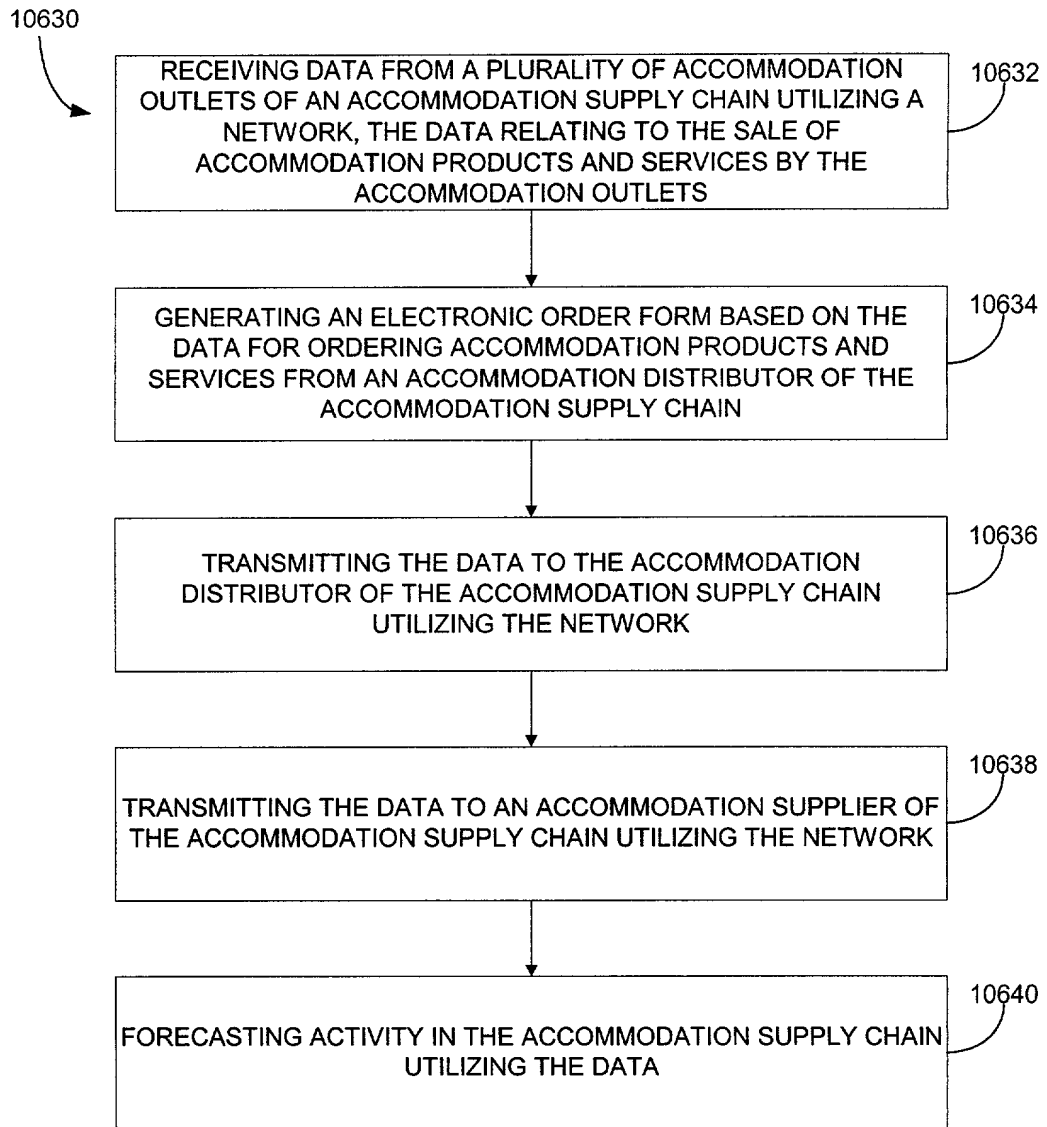 10630
RECEIVING DATA FROM A PLURALITY OF ACCOMMODATION
OUTLETS OF AN ACCOMMODATION SUPPLY CHAIN UTILIZING A
NETWORK, THE DATA RELATING TO THE SALE OF
ACCOMMODATION PRODUCTS AND SERVICES BY THE
ACCOMMODATION OUTLETS
10632
GENERATING AN ELECTRONIC ORDER FORM BASED ON THE
DATA FOR ORDERING ACCOMMODATION PRODUCTS AND
SERVICES FROM AN ACCOMMODATION DISTRIBUTOR OF THE
ACCOMMODATION SUPPLY CHAIN
10634
TRANSMITTING THE DATA TO THE ACCOMMODATION
DISTRIBUTOR OF THE ACCOMMODATION SUPPLY CHAIN
UTILIZING THE NETWORK
10636
TRANSMITTING THE DATA TO AN ACCOMMODATION SUPPLIER OF
THE ACCOMMODATION SUPPLY CHAIN UTILIZING THE NETWORK
10638
FORECASTING ACTIVITY IN THE ACCOMMODATION SUPPLY CHAIN
UTILIZING THE DATA
10640